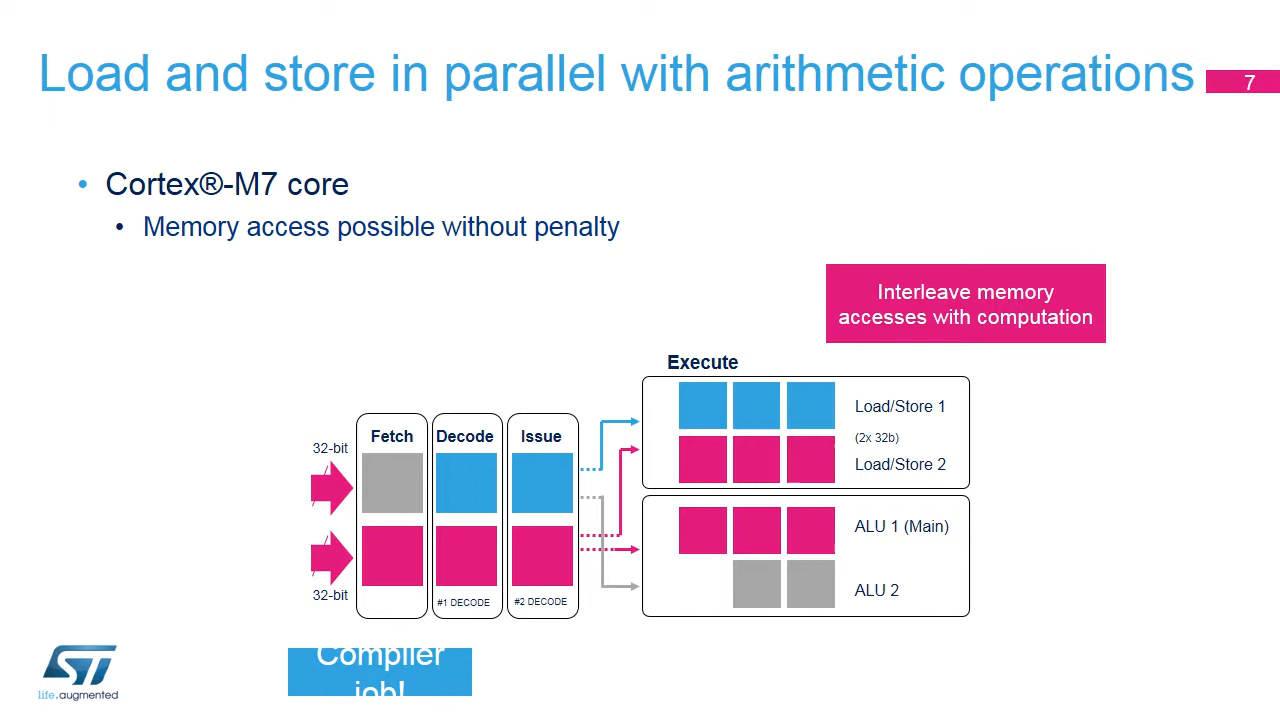 Load and store in parallel with arithmetic operations
7
• Cortex®-M7 core
• Memory access possible without penalty
Interleave memory
accesses with computation
Execute
Load/Store 1
(2x 32b)
Load/Store 2
Fetch
Decode
Issue
32-bit
32-bit
#1 DECODE
#2 DECODE
ALU 1 (Main)
ALU 2
Compiler
job!
ST
life.augmented